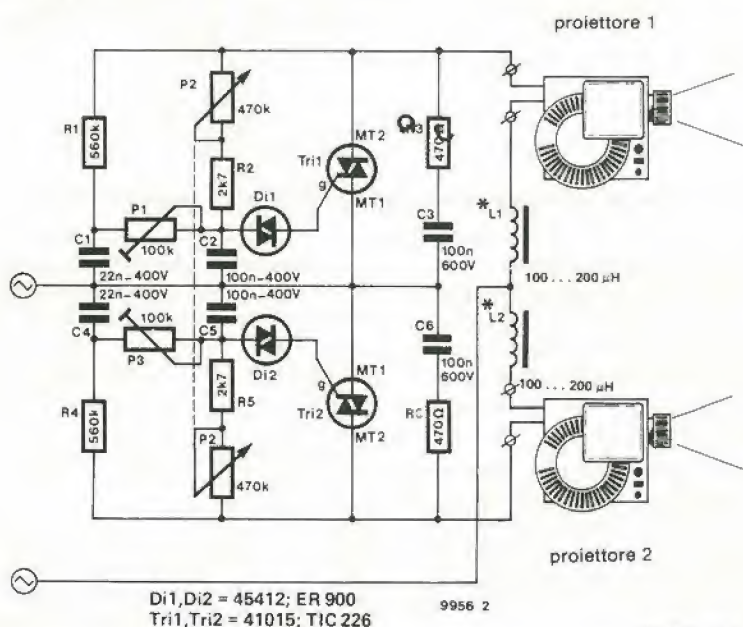 proiettore 1
P2
470k
R1
560k
R2
2k7
Tri1
MT2
g
MT1
Di1
470Ω
P1
100k
C1
22n-400V
C2
100n-400V
C3
100n
600V
*L1
100 ... 200 µH
22n-400V
C4
100k
P3
100n-400V
C5
Di2
C6
100n
600V
*L2
100 ... 200 µH
R4
560k
2k7
R5
g
Tri2
MT1
MT2
470Ω
P2
470k
proiettore 2
Di1,Di2 = 45412; ER 900
Tri1,Tri2 = 41015; TIC 226
9956 2